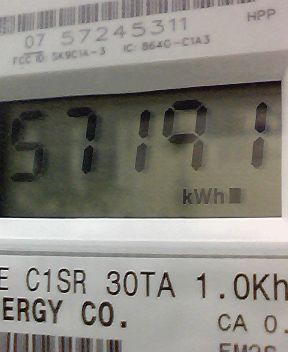 HPP
07 57245311
FCC ID: SK9C1A-3 IC: 864G-C1A3
57191
kWh
E C1SR 30TA 1.0Kh
ERGY CO.
CA 0.